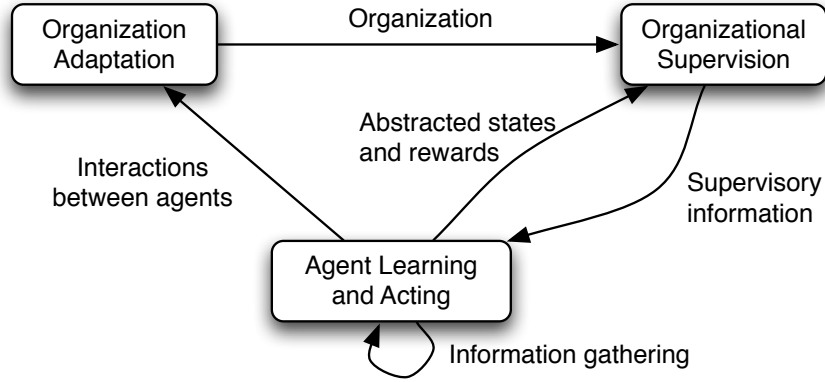 Organization
Adaptation
Organization
Organizational
Supervision
Abstracted states
and rewards
Interactions
between agents
Supervisory
information
Agent Learning
and Acting
Information gathering